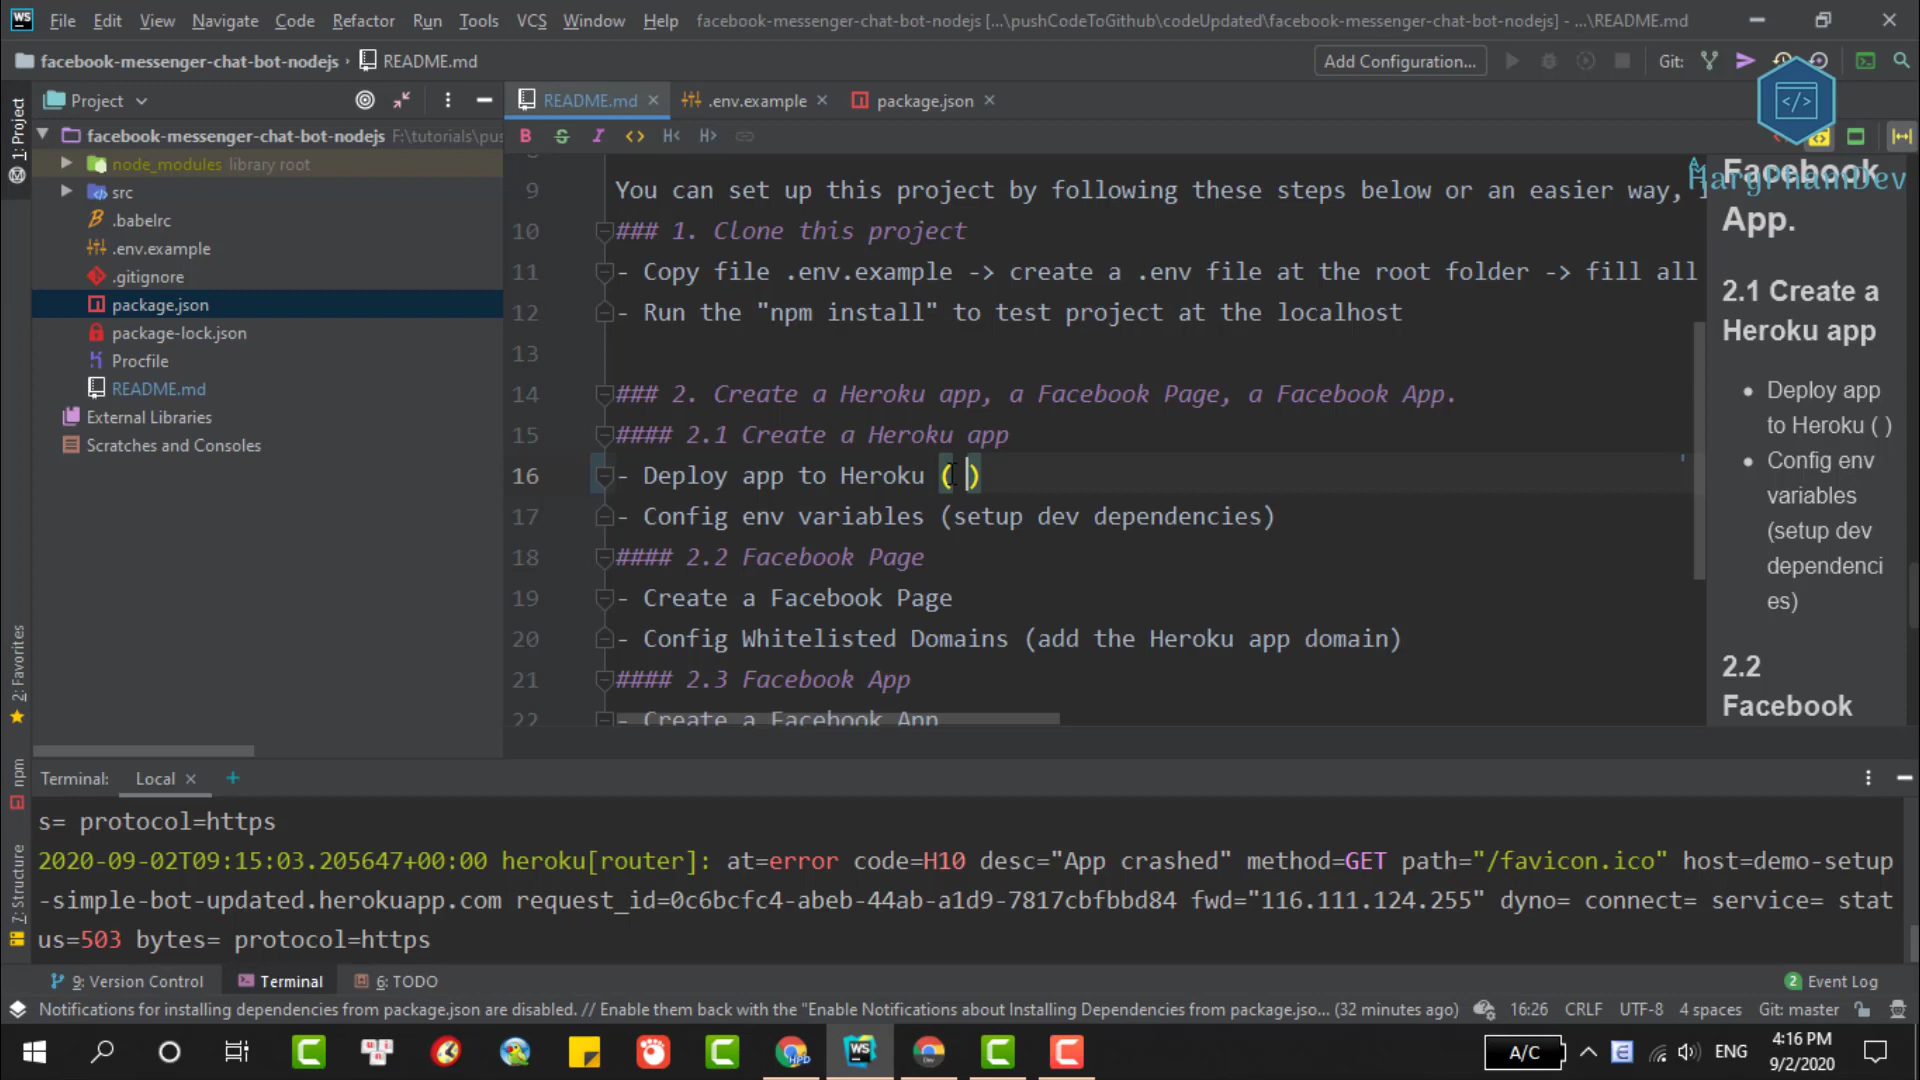 WS File Edit View Navigate Code Refactor Run Tools VCS Window Help facebook-messenger-chat-bot-nodejs [...\pushCodeToGithub\codeUpdated\facebook-messenger-chat-bot-nodejs] - ...\README.md
facebook-messenger-chat-bot-nodejs › README.md Add Configuration... Git:
1: Project
Project
README.md
.env.example
package.json
B S I <> H< H>
facebook-messenger-chat-bot-nodejs F:\tutorials\pus
node_modules library root
src
.babelrc
.env.example
.gitignore
package.json
package-lock.json
Procfile
README.md
External Libraries
Scratches and Consoles
9 You can set up this project by following these steps below or an easier way,
10 ### 1. Clone this project
11 - Copy file .env.example -> create a .env file at the root folder -> fill all
12 - Run the "npm install" to test project at the localhost
13
14 ### 2. Create a Heroku app, a Facebook Page, a Facebook App.
15 #### 2.1 Create a Heroku app
16 - Deploy app to Heroku ( )
17 - Config env variables (setup dev dependencies)
18 #### 2.2 Facebook Page
19 - Create a Facebook Page
20 - Config Whitelisted Domains (add the Heroku app domain)
21 #### 2.3 Facebook App
22 - Create a Facebook App
</>
HaryPhamDev
Facebook
App.
2.1 Create a
Heroku app
• Deploy app
to Heroku ( )
• Config env
variables
(setup dev
dependenci
es)
2.2
Facebook
2: Favorites
npm
7: Structure
Terminal: Local +
s= protocol=https
2020-09-02T09:15:03.205647+00:00 heroku[router]: at=error code=H10 desc="App crashed" method=GET path="/favicon.ico" host=demo-setup
-simple-bot-updated.herokuapp.com request_id=0c6bcfc4-abeb-44ab-a1d9-7817cbfbbd84 fwd="116.111.124.255" dyno= connect= service= stat
us=503 bytes= protocol=https
9: Version Control Terminal 6: TODO 2 Event Log
Notifications for installing dependencies from package.json are disabled. // Enable them back with the "Enable Notifications about Installing Dependencies from package.jso... (32 minutes ago) 16:26 CRLF UTF-8 4 spaces Git: master
A/C ENG 4:16 PM
9/2/2020